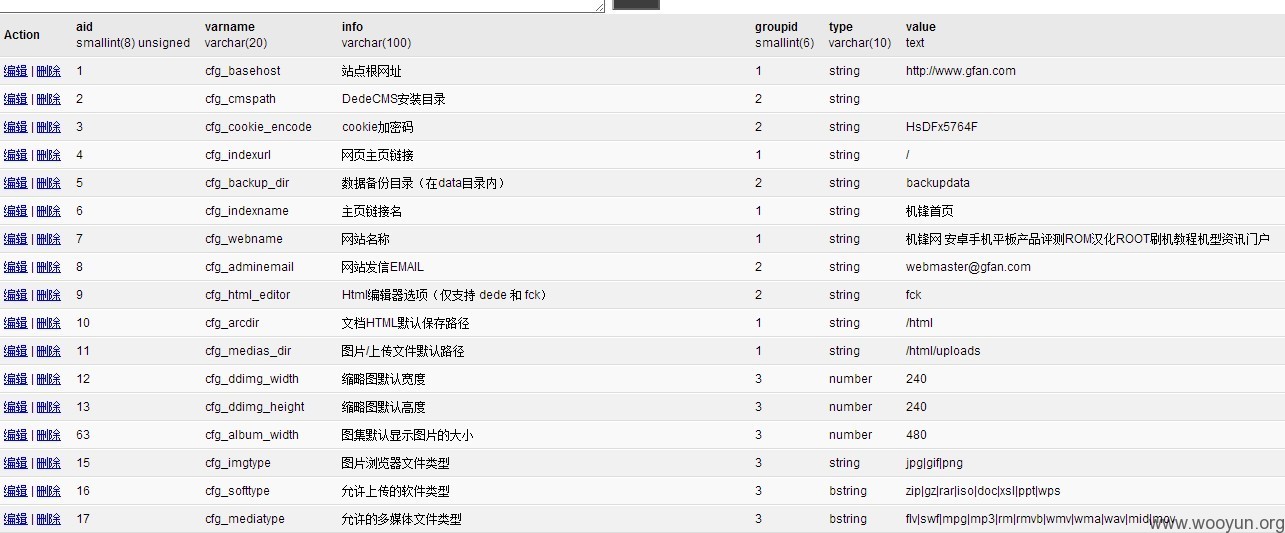 Action aid varname info groupid type value
smallint(8) unsigned varchar(20) varchar(100) smallint(6) varchar(10) text
编辑 | 删除 1 cfg_basehost 站点根网址 1 string http://www.gfan.com
编辑 | 删除 2 cfg_cmspath DedeCMS安装目录 2 string
编辑 | 删除 3 cfg_cookie_encode cookie加密码 2 string HsDFx5764F
编辑 | 删除 4 cfg_indexurl 网页主页链接 1 string /
编辑 | 删除 5 cfg_backup_dir 数据备份目录（在data目录内） 2 string backupdata
编辑 | 删除 6 cfg_indexname 主页链接名 1 string 机锋首页
编辑 | 删除 7 cfg_webname 网站名称 1 string 机锋网 安卓手机平板产品评测ROM汉化ROOT刷机教程机型资讯门户
编辑 | 删除 8 cfg_adminemail 网站发信EMAIL 2 string webmaster@gfan.com
编辑 | 删除 9 cfg_html_editor Html编辑器选项（仅支持 dede 和 fck） 2 string fck
编辑 | 删除 10 cfg_arcdir 文档HTML默认保存路径 1 string /html
编辑 | 删除 11 cfg_medias_dir 图片/上传文件默认路径 1 string /html/uploads
编辑 | 删除 12 cfg_ddimg_width 缩略图默认宽度 3 number 240
编辑 | 删除 13 cfg_ddimg_height 缩略图默认高度 3 number 240
编辑 | 删除 63 cfg_album_width 图集默认显示图片的大小 3 number 480
编辑 | 删除 15 cfg_imgtype 图片浏览器文件类型 3 string jpg|gif|png
编辑 | 删除 16 cfg_softtype 允许上传的软件类型 3 bstring zip|gz|rar|iso|doc|xsl|ppt|wps
编辑 | 删除 17 cfg_mediatype 允许的多媒体文件类型 3 bstring flv|swf|mpg|mp3|rm|rmvb|wmv|wma|wav|mid|mov
www.wooyun.org